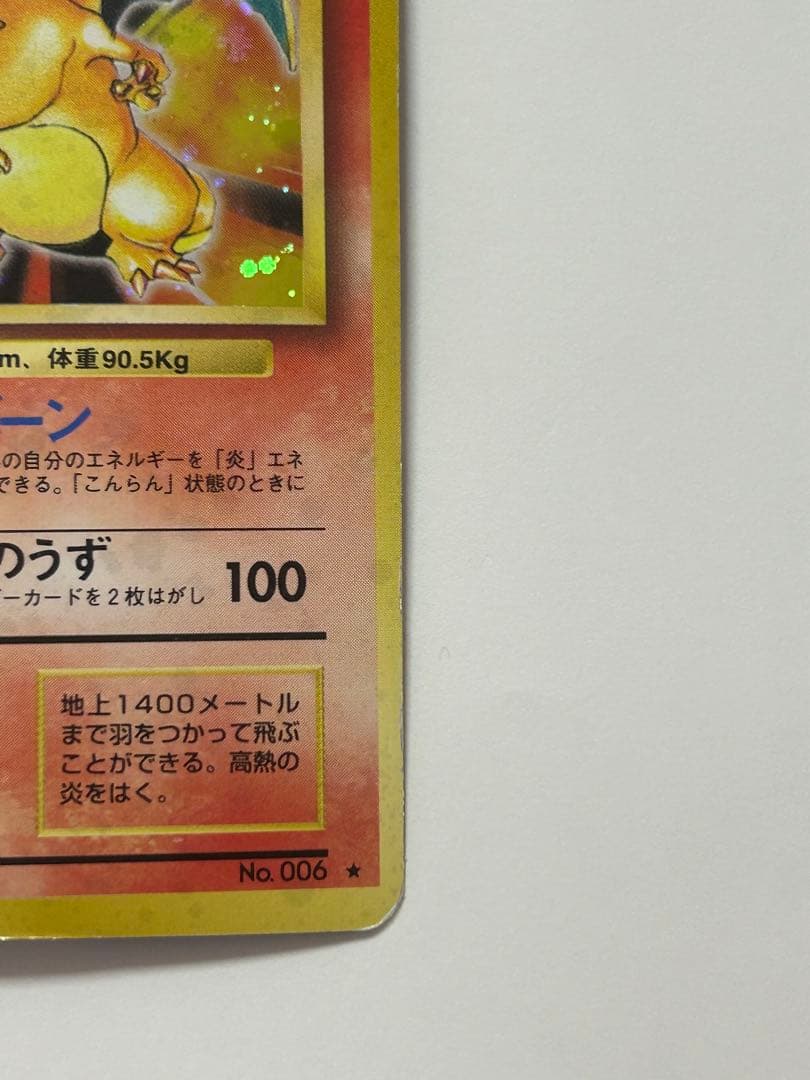 m、体重90.5Kg
ーン
の自分のエネルギーを「炎」エネ
できる。「こんらん」状態のときに
のうず
100
ーカードを2枚はがし
地上1400メートル
まで羽をつかって飛ぶ
ことができる。高熱の
炎をはく。
No. 006 ★